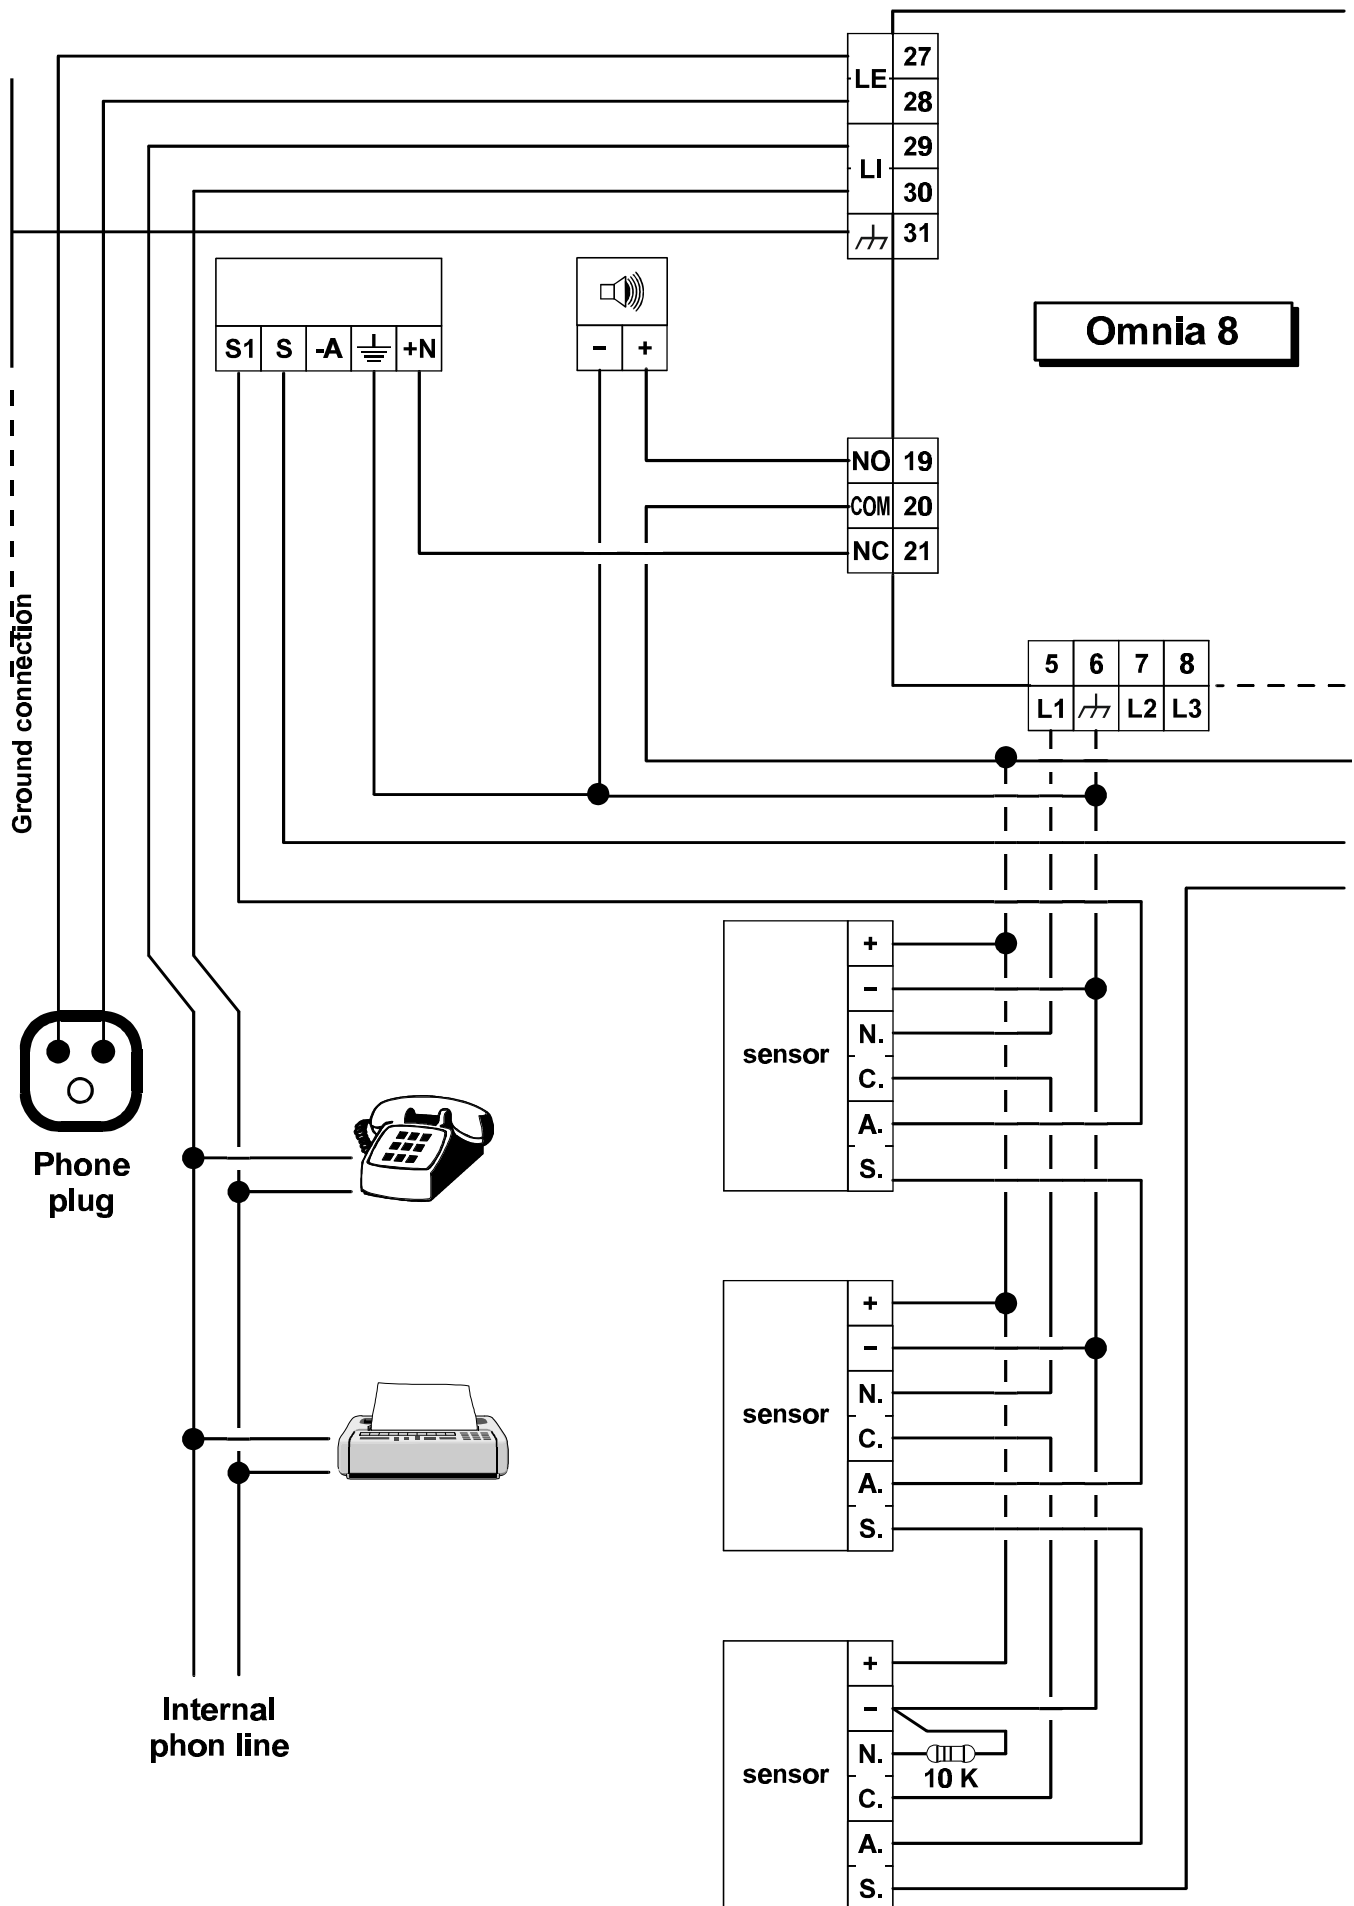 27
LE
28
29
LI
30
31
Omnia 8
S1 S -A +N
- +
NO 19
COM 20
NC 21
5 6 7 8
L1 L2 L3
Ground connection
+
-
N.
sensor
C.
A.
S.
Phone
plug
+
-
N.
sensor
C.
A.
S.
Internal
phon line
+
-
N.
10 K
sensor
C.
A.
S.